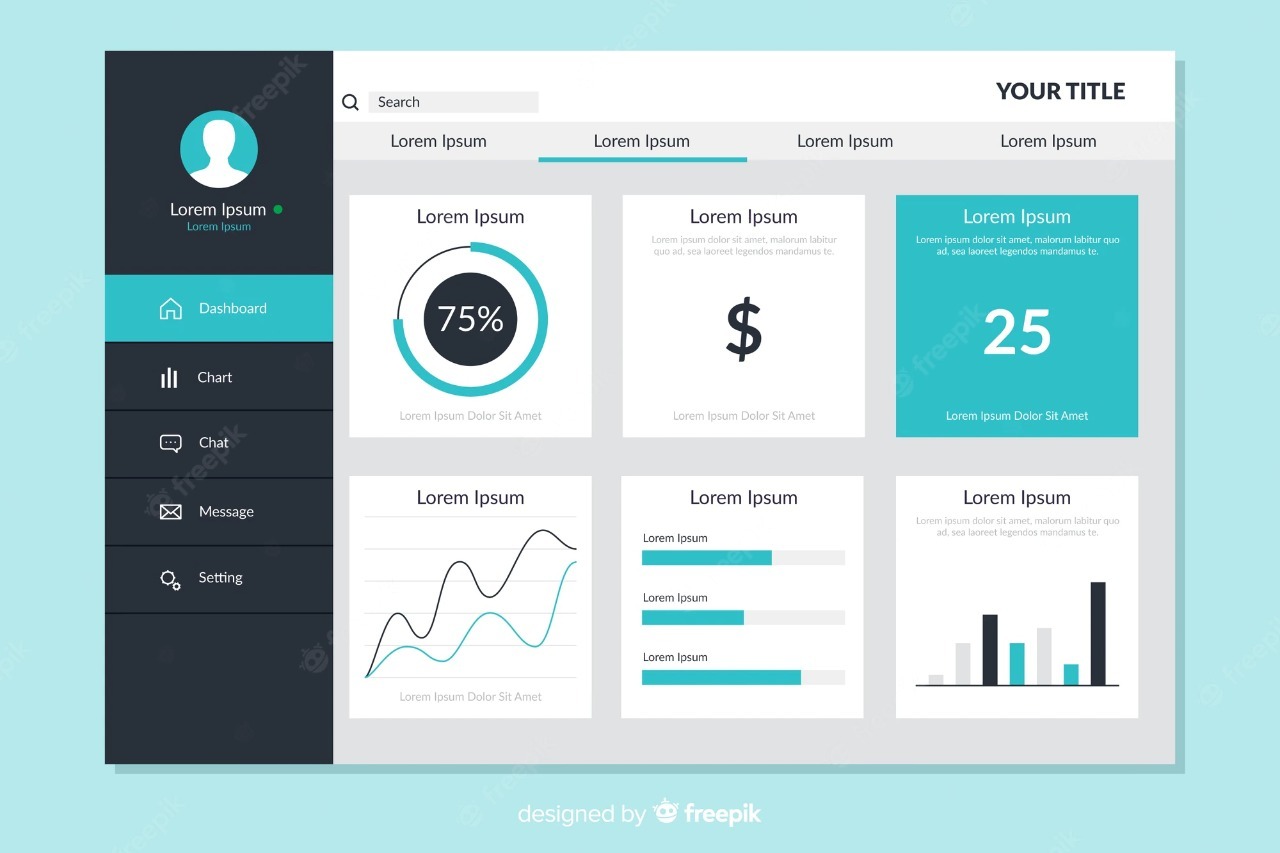 Search
YOUR TITLE
Lorem Ipsum
Lorem Ipsum
Lorem Ipsum
Lorem Ipsum
Lorem Ipsum
Lorem Ipsum
Dashboard
Chart
Chat
Message
Setting
Lorem Ipsum
75%
Lorem Ipsum Dolor Sit Amet
Lorem Ipsum
Lorem ipsum dolor sit amet, malorum labitur
quo ad, sea laoreet legendos mandamus te.
$
Lorem Ipsum Dolor Sit Amet
Lorem Ipsum
Lorem ipsum dolor sit amet, malorum labitur quo
ad, sea laoreet legendos mandamus te.
25
Lorem Ipsum Dolor Sit Amet
Lorem Ipsum
Lorem Ipsum Dolor Sit Amet
Lorem Ipsum
Lorem Ipsum
Lorem Ipsum
Lorem Ipsum
Lorem Ipsum
Lorem ipsum dolor sit amet, malorum labitur quo
ad, sea laoreet legendos mandamus te.
designed by freepik